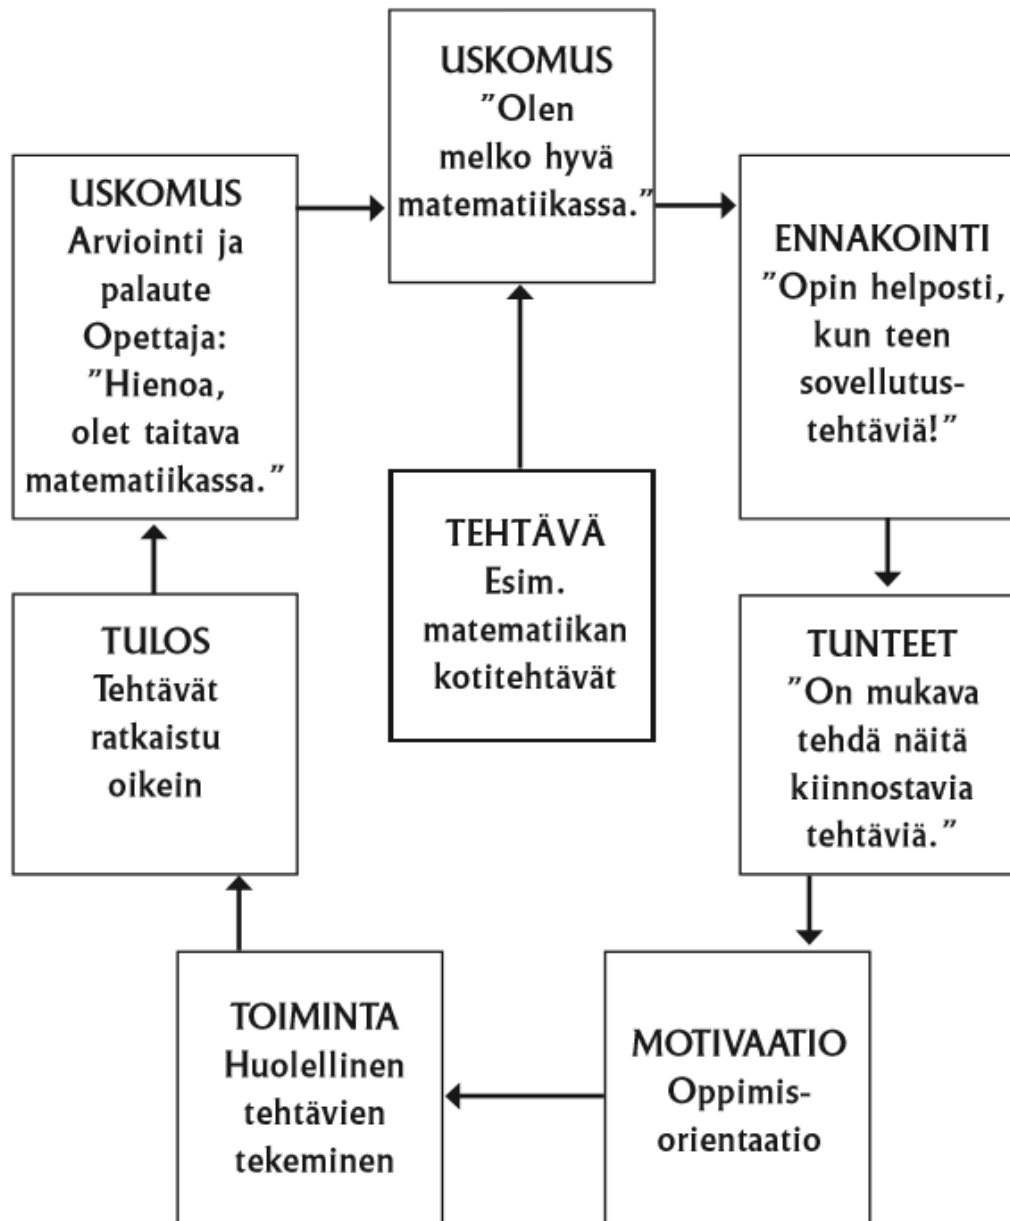 USKOMUS
”Olen
melko hyvä
matematiikassa.”
ENNAKOINTI
”Opin helposti,
kun teen
sovellutus-
tehtäviä!”
TUNTEET
”On mukava
tehdä näitä
kiinnostavia
tehtäviä.”
MOTIVAATIO
Oppimis-
orientaatio
TOIMINTA
Huolellinen
tehtävien
tekeminen
TULOS
Tehtävät
ratkaistu
oikein
USKOMUS
Arviointi ja
palaute
Opettaja:
”Hienoa,
olet taitava
matematiikassa.”
TEHTÄVÄ
Esim.
matematiikan
kotitehtävät